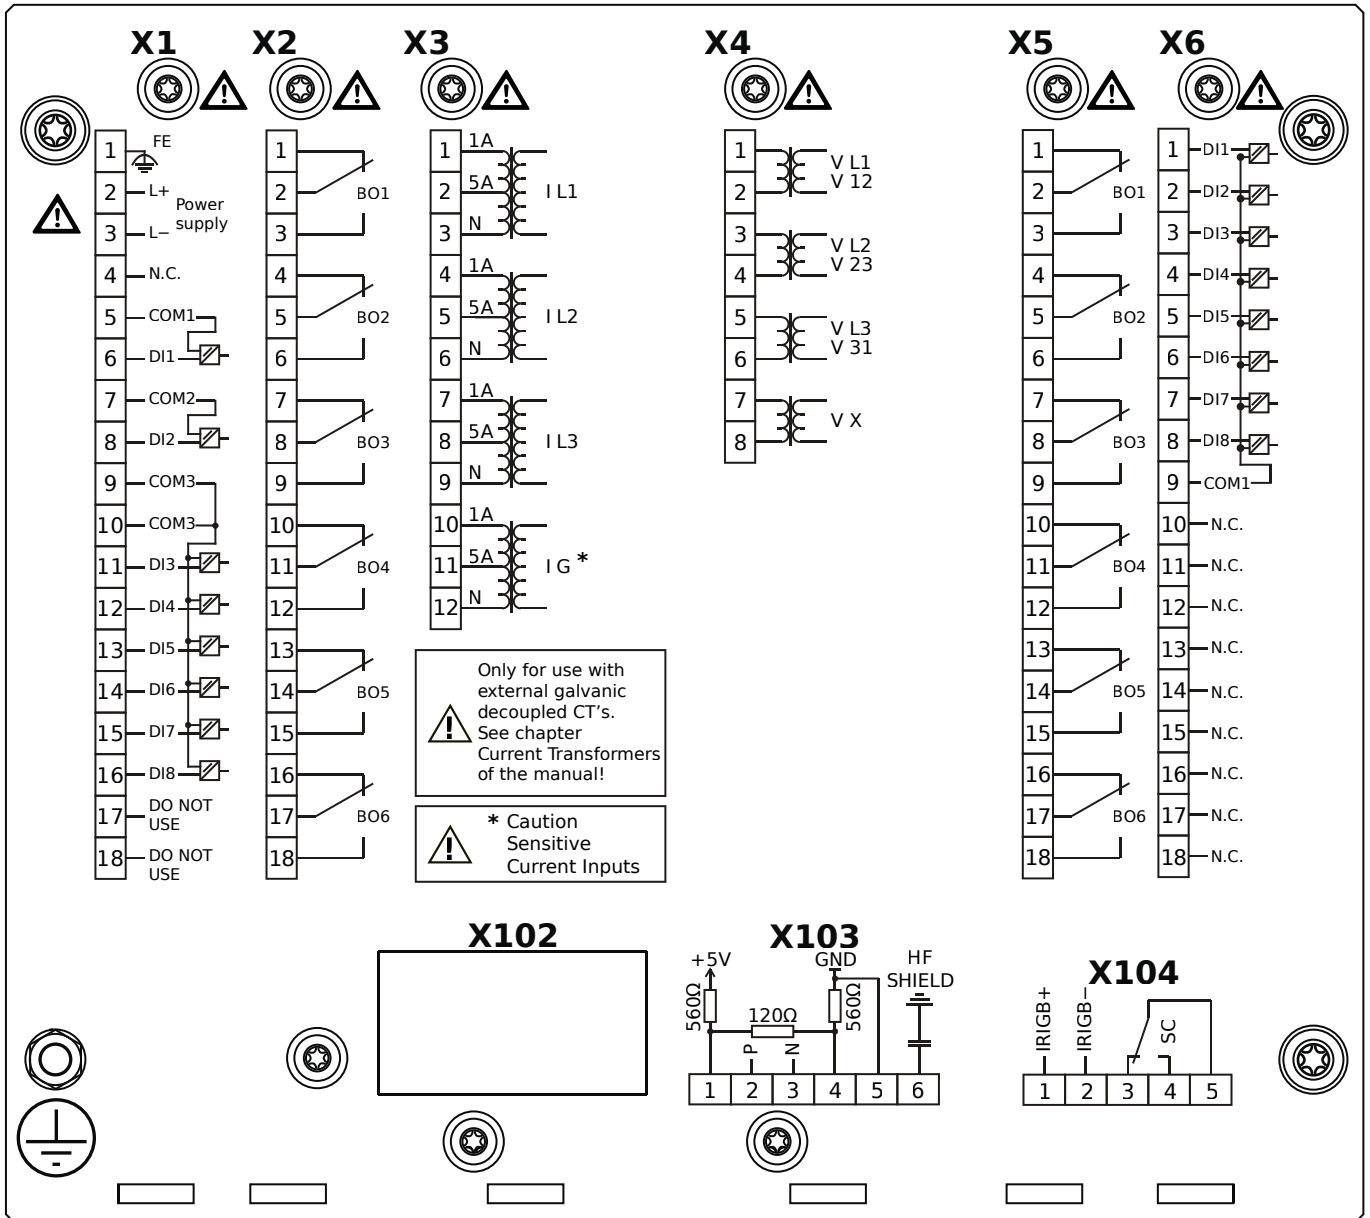 X1
X2
X3
X4
X5
X6
1 FE
2 L+
Power
supply
3 L−
4 N.C.
5 COM1
6 DI1
7 COM2
8 DI2
9 COM3
10 COM3
11 DI3
12 DI4
13 DI5
14 DI6
15 DI7
16 DI8
17 DO NOT
USE
18 DO NOT
USE
1
2 BO1
3
4
5 BO2
6
7
8 BO3
9
10
11 BO4
12
13
14 BO5
15
16
17 BO6
18
1 1A
2 5A I L1
3 N
4 1A
5 5A I L2
6 N
7 1A
8 5A I L3
9 N
10 1A
11 5A I G *
12 N
Only for use with
external galvanic
decoupled CT's.
See chapter
Current Transformers
of the manual!
* Caution
Sensitive
Current Inputs
1 V L1
2 V 12
3 V L2
4 V 23
5 V L3
6 V 31
7 V X
8
1
2 BO1
3
4
5 BO2
6
7
8 BO3
9
10
11 BO4
12
13
14 BO5
15
16
17 BO6
18
1 DI1
2 DI2
3 DI3
4 DI4
5 DI5
6 DI6
7 DI7
8 DI8
9 COM1
10 N.C.
11 N.C.
12 N.C.
13 N.C.
14 N.C.
15 N.C.
16 N.C.
17 N.C.
18 N.C.
X102
X103
+5V
GND
HF
SHIELD
560Ω
120Ω
560Ω
P
N
1 2 3 4 5 6
X104
IRIGB+
IRIGB−
SC
1 2 3 4 5